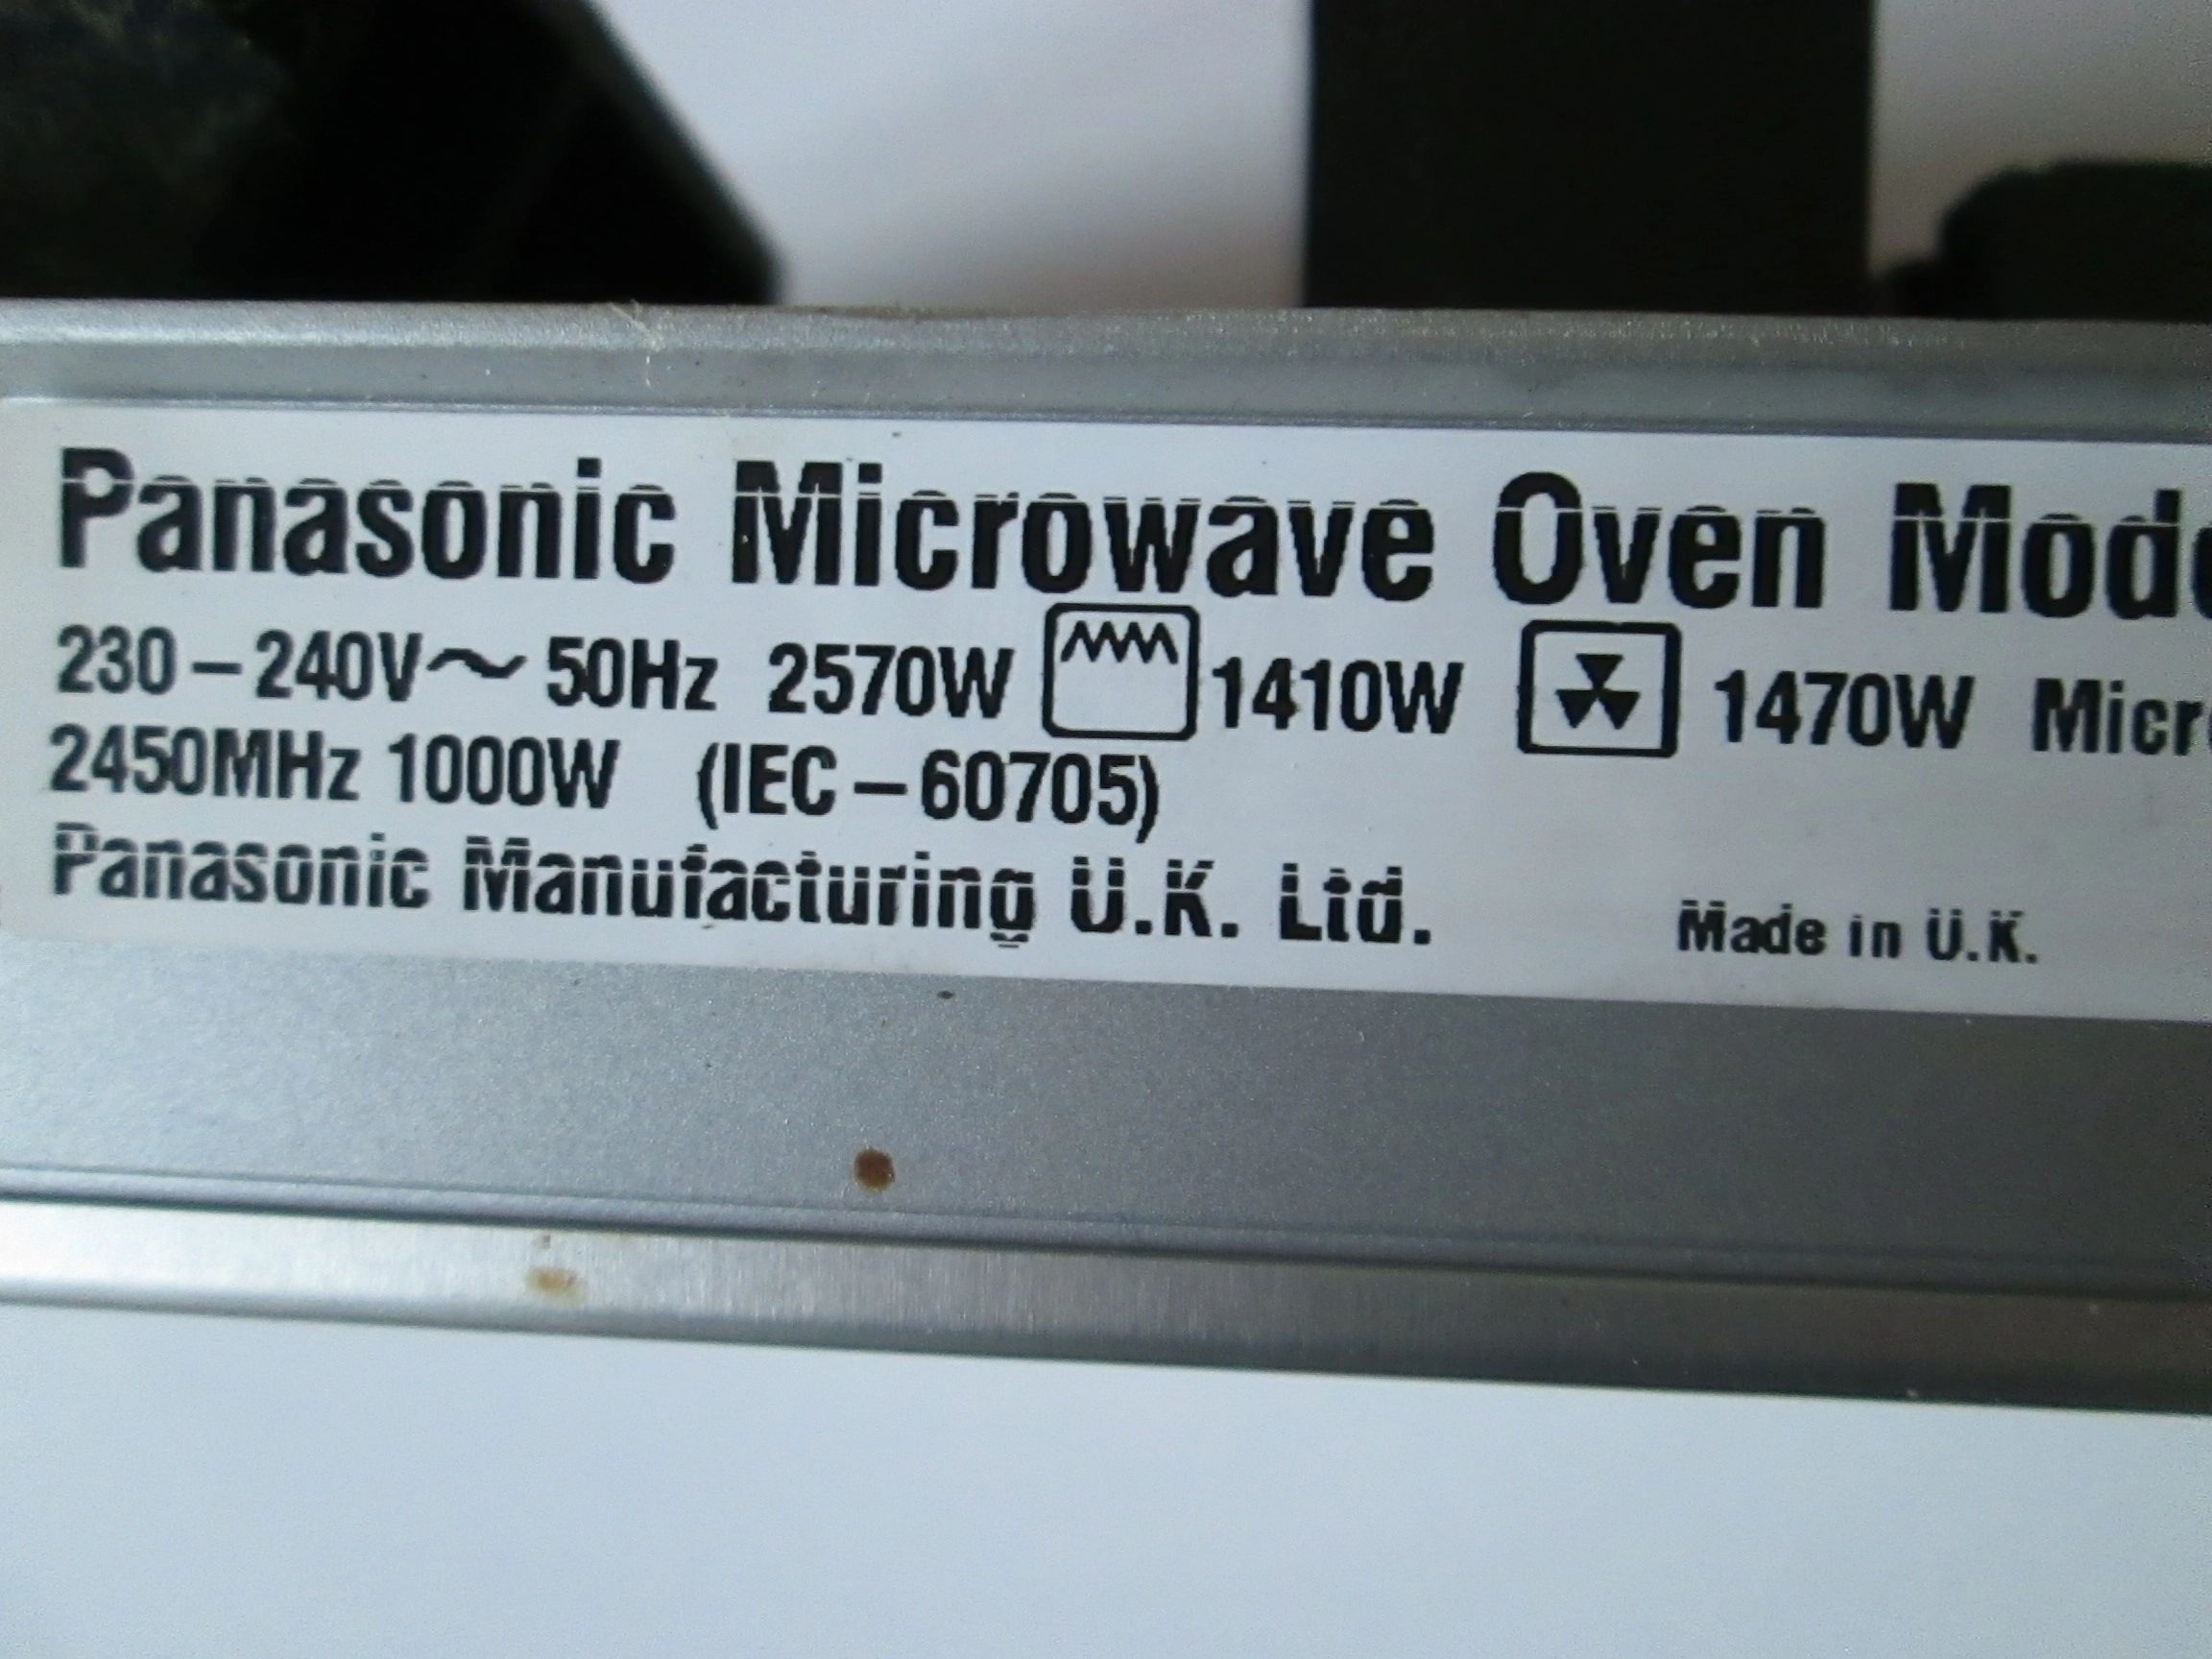 Panasonic Microwave Oven
230-240V~ 50Hz 2570W 1410W 1470W
2450MHz 1000W (IEC-60705)
Panasonic Manufacturing U.K. Ltd. Made in U.K.